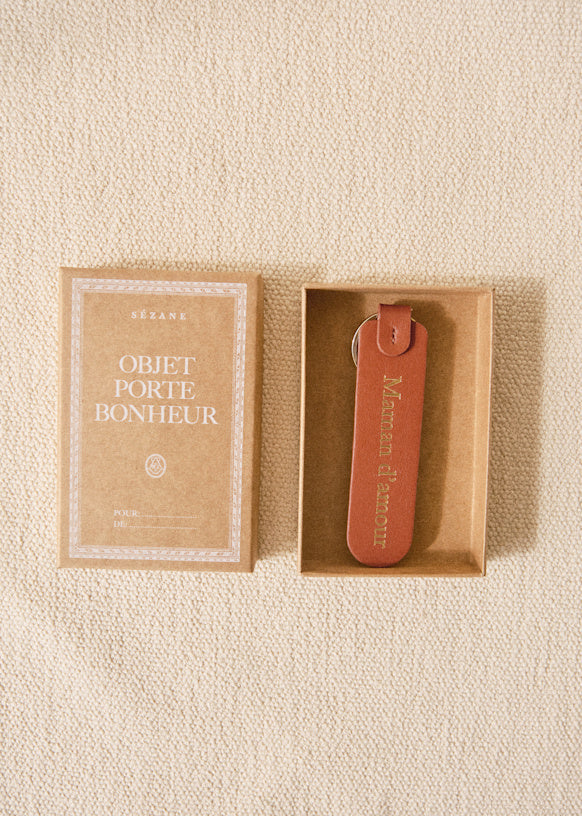 SÉZANE
OBJET
PORTE
BONHEUR
POUR:
DE:
Maman d'amour